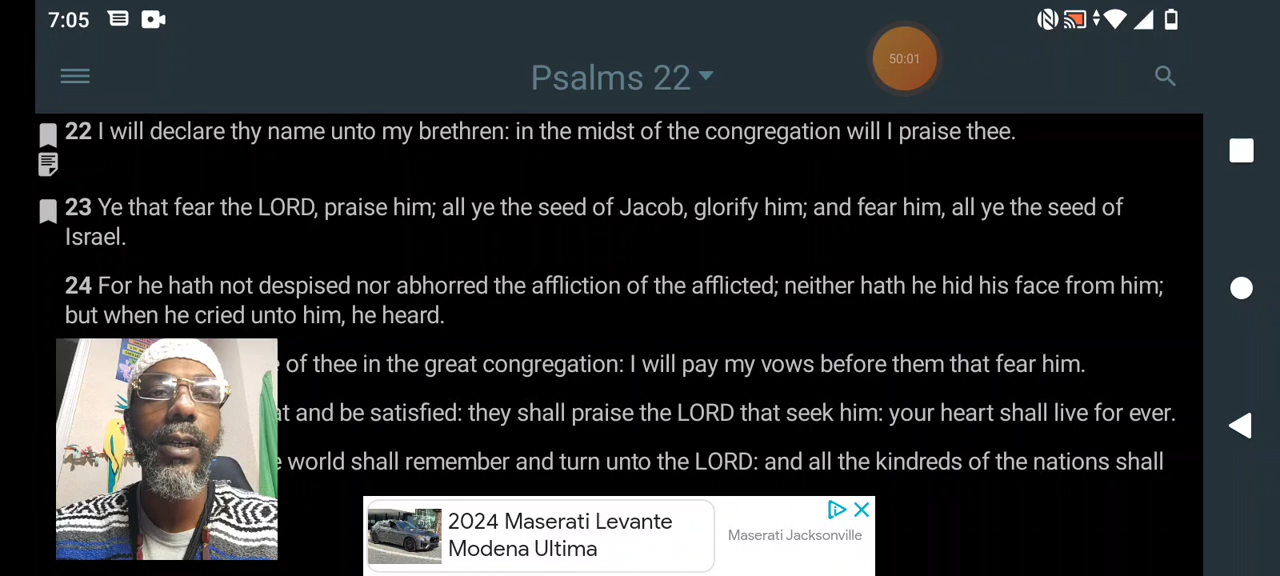 7:05
50:01
Psalms 22
22 I will declare thy name unto my brethren: in the midst of the congregation will I praise thee.
23 Ye that fear the LORD, praise him; all ye the seed of Jacob, glorify him; and fear him, all ye the seed of
Israel.
24 For he hath not despised nor abhorred the affliction of the afflicted; neither hath he hid his face from him;
but when he cried unto him, he heard.
of thee in the great congregation: I will pay my vows before them that fear him.
at and be satisfied: they shall praise the LORD that seek him: your heart shall live for ever.
world shall remember and turn unto the LORD: and all the kindreds of the nations shall
2024 Maserati Levante
Modena Ultima
Maserati Jacksonville